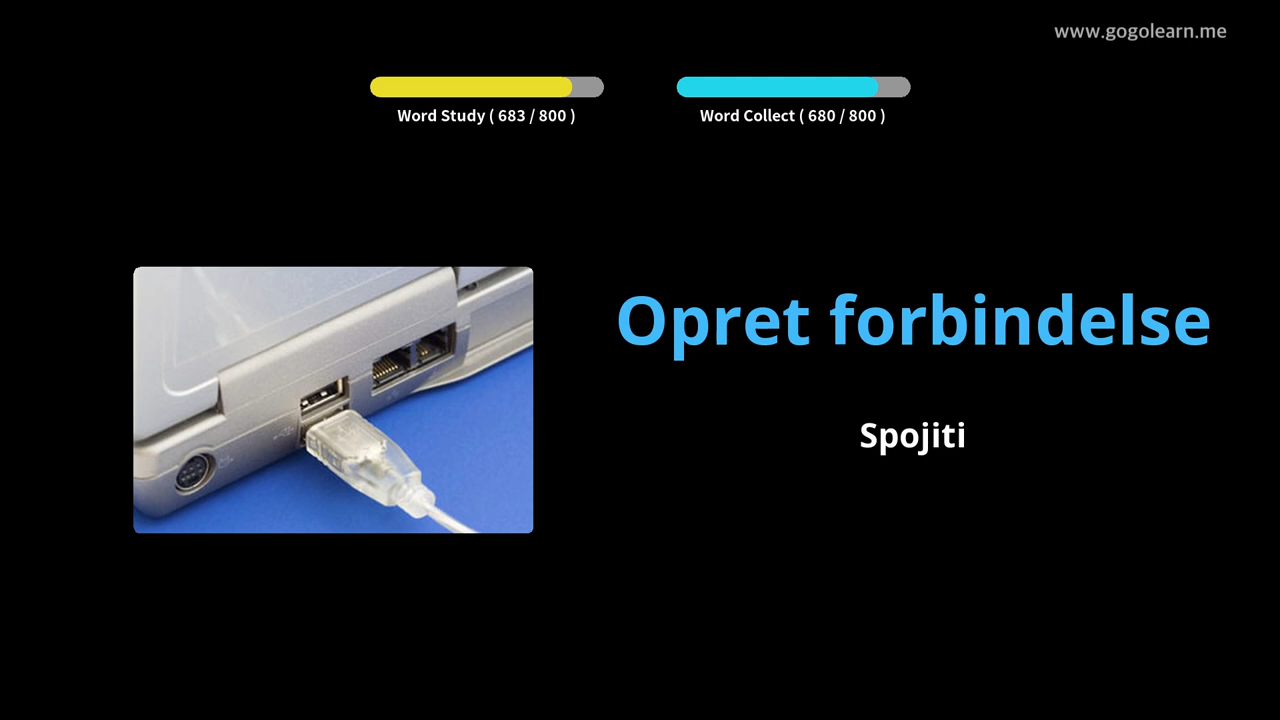 www.gogolearn.me
Word Study ( 683 / 800 )
Word Collect ( 680 / 800 )
Opret forbindelse
Spojiti